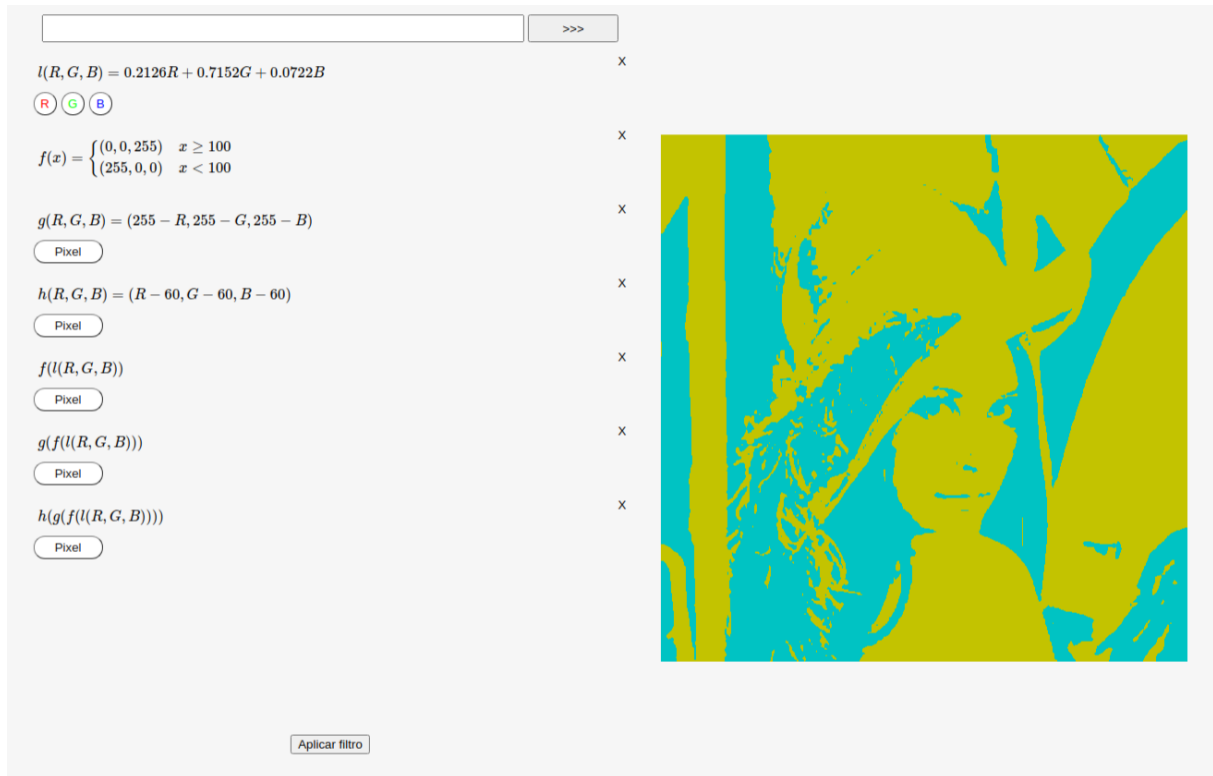 >>>
l(R, G, B) = 0.2126R + 0.7152G + 0.0722B
X
R G B
f(x) = { (0, 0, 255) x ≥ 100
(255, 0, 0) x < 100
X
g(R, G, B) = (255 − R, 255 − G, 255 − B)
X
Pixel
h(R, G, B) = (R − 60, G − 60, B − 60)
X
Pixel
f(l(R, G, B))
X
Pixel
g(f(l(R, G, B)))
X
Pixel
h(g(f(l(R, G, B))))
X
Pixel
Aplicar filtro